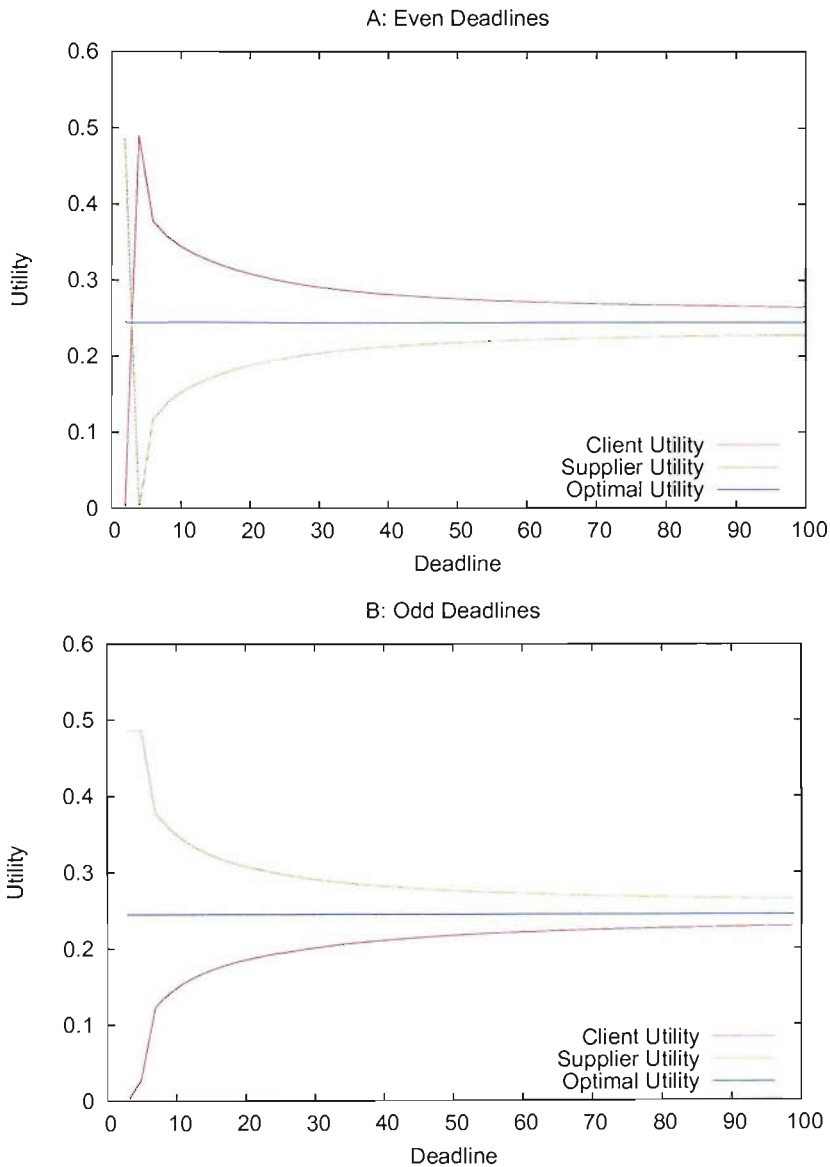 A: Even Deadlines
0.6
0.5
0.4
0.3
0.2
0.1
0
Utility
Client Utility
Supplier Utility
Optimal Utility
0 10 20 30 40 50 60 70 80 90 100
Deadline
B: Odd Deadlines
0.6
0.5
0.4
0.3
0.2
0.1
0
Utility
Client Utility
Supplier Utility
Optimal Utility
0 10 20 30 40 50 60 70 80 90 100
Deadline